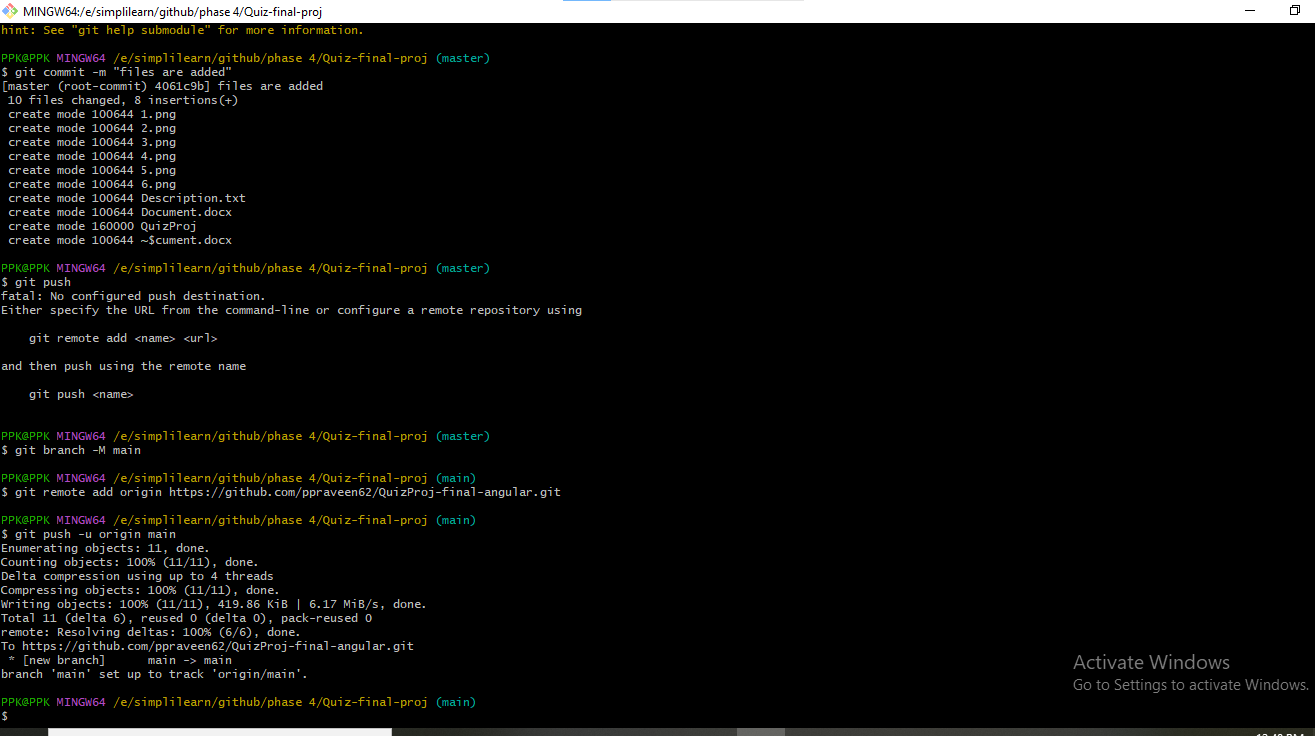 MINGW64:/e/simplilearn/github/phase 4/Quiz-final-proj
hint: See "git help submodule" for more information.
PPK@PPK MINGW64 /e/simplilearn/github/phase 4/Quiz-final-proj (master)
$ git commit -m "files are added"
[master (root-commit) 4061c9b] files are added
 10 files changed, 8 insertions(+)
 create mode 100644 1.png
 create mode 100644 2.png
 create mode 100644 3.png
 create mode 100644 4.png
 create mode 100644 5.png
 create mode 100644 6.png
 create mode 100644 Description.txt
 create mode 100644 Document.docx
 create mode 160000 QuizProj
 create mode 100644 ~$cument.docx
PPK@PPK MINGW64 /e/simplilearn/github/phase 4/Quiz-final-proj (master)
$ git push
fatal: No configured push destination.
Either specify the URL from the command-line or configure a remote repository using
    git remote add <name> <url>
and then push using the remote name
    git push <name>
PPK@PPK MINGW64 /e/simplilearn/github/phase 4/Quiz-final-proj (master)
$ git branch -M main
PPK@PPK MINGW64 /e/simplilearn/github/phase 4/Quiz-final-proj (main)
$ git remote add origin https://github.com/ppraveen62/QuizProj-final-angular.git
PPK@PPK MINGW64 /e/simplilearn/github/phase 4/Quiz-final-proj (main)
$ git push -u origin main
Enumerating objects: 11, done.
Counting objects: 100% (11/11), done.
Delta compression using up to 4 threads
Compressing objects: 100% (11/11), done.
Writing objects: 100% (11/11), 419.86 KiB | 6.17 MiB/s, done.
Total 11 (delta 6), reused 0 (delta 0), pack-reused 0
remote: Resolving deltas: 100% (6/6), done.
To https://github.com/ppraveen62/QuizProj-final-angular.git
 * [new branch]      main -> main
branch 'main' set up to track 'origin/main'.
Activate Windows
Go to Settings to activate Windows.
PPK@PPK MINGW64 /e/simplilearn/github/phase 4/Quiz-final-proj (main)
$